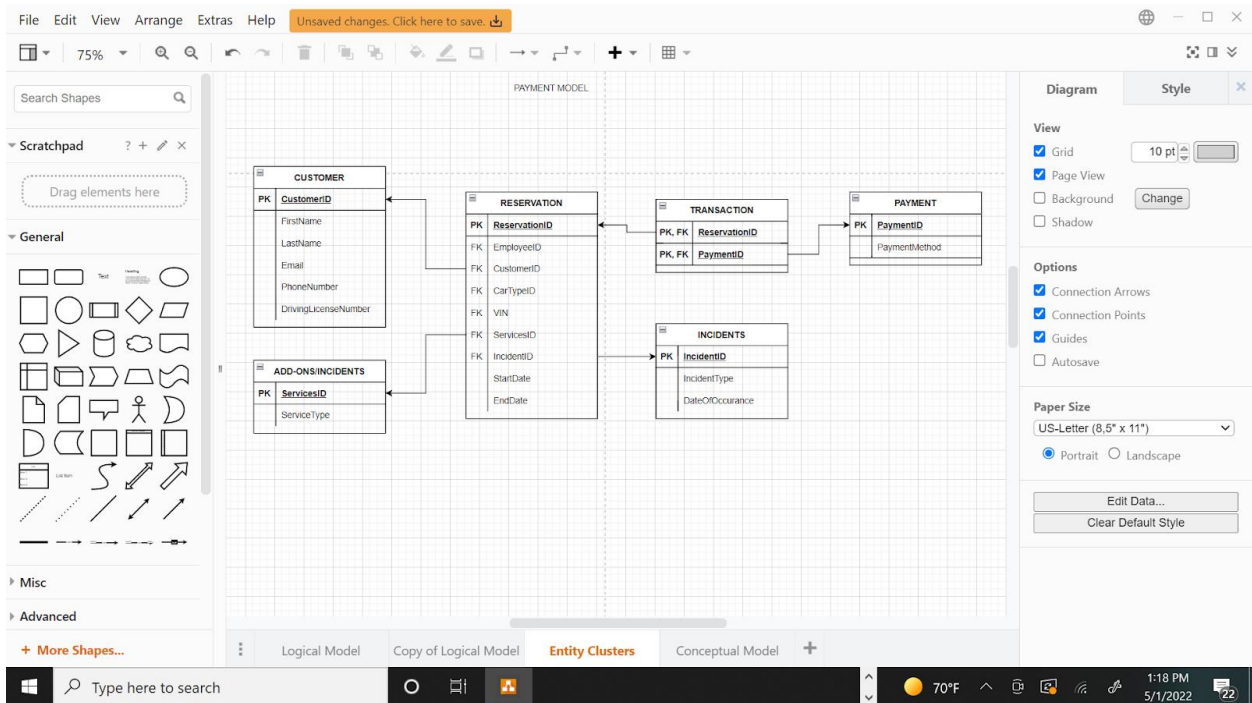 File Edit View Arrange Extras Help Unsaved changes. Click here to save.
75%
Search Shapes
Scratchpad ? + ×
Drag elements here
General
Text
Heading
List Item
Misc
Advanced
+ More Shapes...
PAYMENT MODEL
CUSTOMER
PK CustomerID
FirstName
LastName
Email
PhoneNumber
DrivingLicenseNumber
ADD-ONS/INCIDENTS
PK ServicesID
ServiceType
RESERVATION
PK ReservationID
FK EmployeeID
FK CustomerID
FK CarTypeID
FK VIN
FK ServicesID
FK IncidentID
StartDate
EndDate
TRANSACTION
PK, FK ReservationID
PK, FK PaymentID
PAYMENT
PK PaymentID
PaymentMethod
INCIDENTS
PK IncidentID
IncidentType
DateOfOccurance
Diagram Style
View
Grid 10 pt
Page View
Background Change
Shadow
Options
Connection Arrows
Connection Points
Guides
Autosave
Paper Size
US-Letter (8,5" x 11")
Portrait Landscape
Edit Data...
Clear Default Style
Logical Model Copy of Logical Model Entity Clusters Conceptual Model +
Type here to search
70°F
1:18 PM
5/1/2022
22